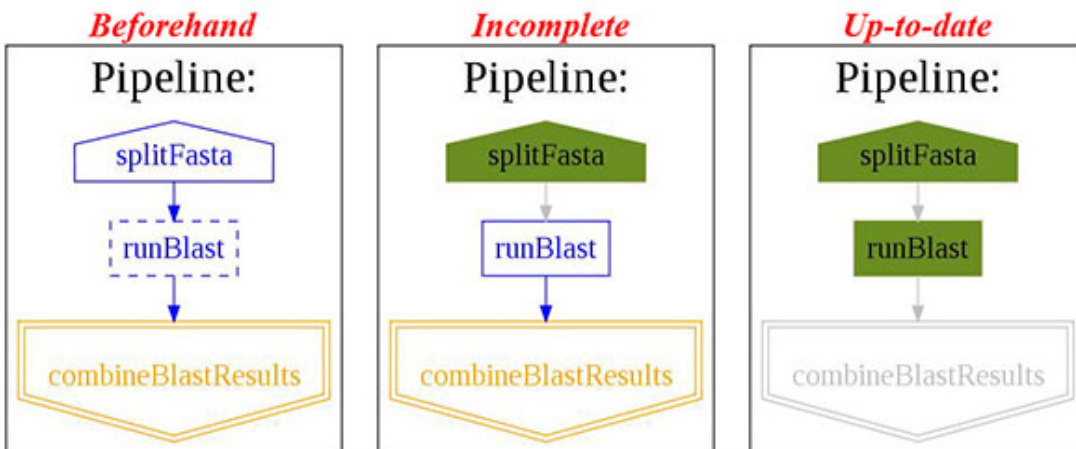 Beforehand
Pipeline:
splitFasta
runBlast
combineBlastResults
Incomplete
Pipeline:
splitFasta
runBlast
combineBlastResults
Up-to-date
Pipeline:
splitFasta
runBlast
combineBlastResults